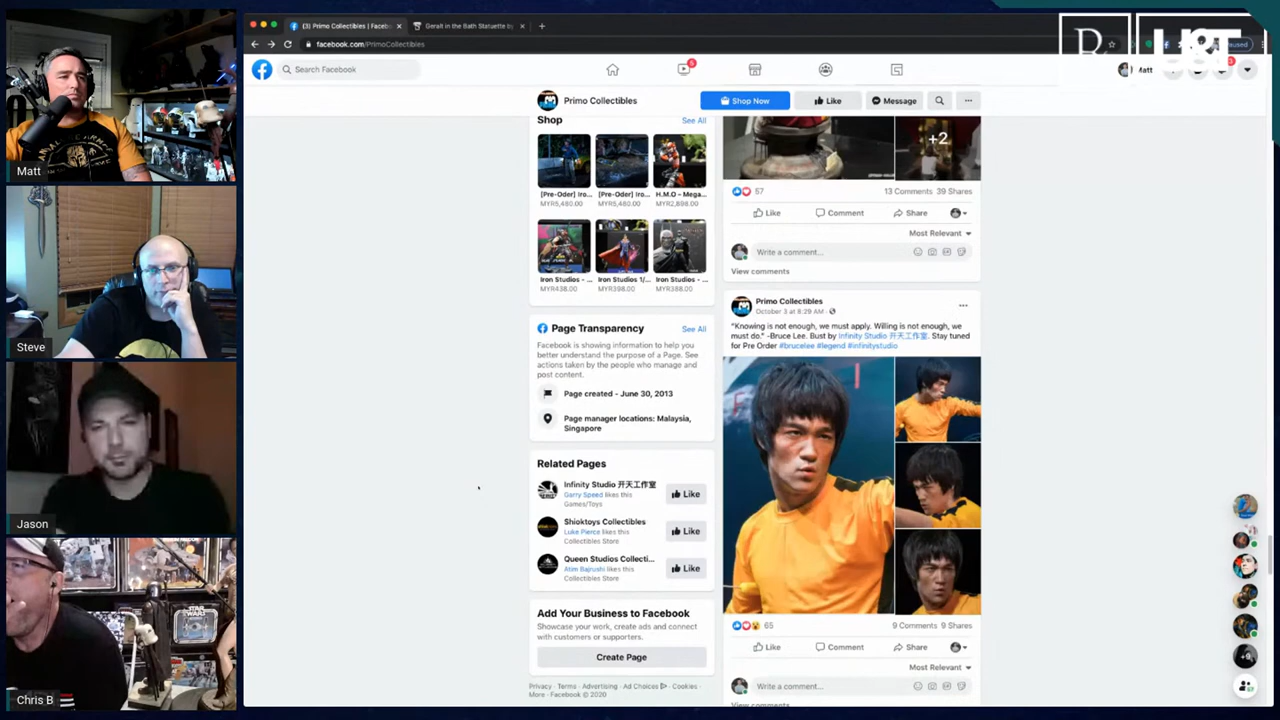 (3) Primo Collectibles | Faceb
Geralt in the Bath Statuette by
facebook.com/PrimoCollectibles
Paused
R
U&T
Search Facebook
5
Matt
3
Primo Collectibles
Shop Now
Like
Message
Shop
See All
[Pre-Oder] Iro...
[Pre-Oder] Iro...
H.M.O – Mega...
MYR5,480.00
MYR5,480.00
MYR2,898.00
Iron Studios - ...
Iron Studios 1/...
Iron Studios - ...
MYR438.00
MYR398.00
MYR388.00
Page Transparency
See All
Facebook is showing information to help you
better understand the purpose of a Page. See
actions taken by the people who manage and
post content.
Page created - June 30, 2013
Page manager locations: Malaysia,
Singapore
Related Pages
Infinity Studio 开天工作室
Garry Speed likes this
Games/Toys
Like
Shioktoys Collectibles
Luke Pierce likes this
Collectibles Store
Like
Queen Studios Collecti...
Atim Bajrushi likes this
Collectibles Store
Like
Add Your Business to Facebook
Showcase your work, create ads and connect
with customers or supporters.
Create Page
Privacy · Terms · Advertising · Ad Choices · Cookies ·
More · Facebook © 2020
+2
57
13 Comments 39 Shares
Like
Comment
Share
Most Relevant
Write a comment...
View comments
Primo Collectibles
October 3 at 8:29 AM ·
"Knowing is not enough, we must apply. Willing is not enough, we
must do." -Bruce Lee. Bust by Infinity Studio 开天工作室. Stay tuned
for Pre Order #brucelee #legend #infinitystudio
65
9 Comments 9 Shares
Like
Comment
Share
Most Relevant
Write a comment...
+9
Matt
Steve
Jason
STAR
WARS
Chris B